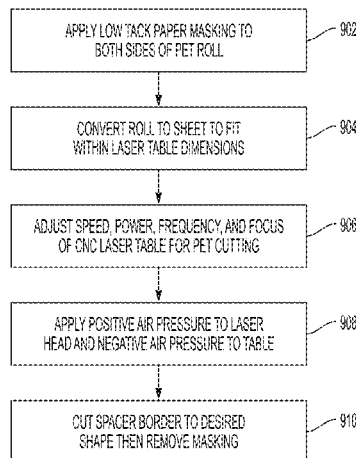 APPLY LOW TACK PAPER MASKING TO
BOTH SIDES OF PET ROLL
902
CONVERT ROLL TO SHEET TO FIT
WITHIN LASER TABLE DIMENSIONS
904
ADJUST SPEED, POWER, FREQUENCY, AND FOCUS
OF CNC LASER TABLE FOR PET CUTTING
906
APPLY POSITIVE AIR PRESSURE TO LASER
HEAD AND NEGATIVE AIR PRESSURE TO TABLE
908
CUT SPACER BORDER TO DESIRED
SHAPE THEN REMOVE MASKING
910